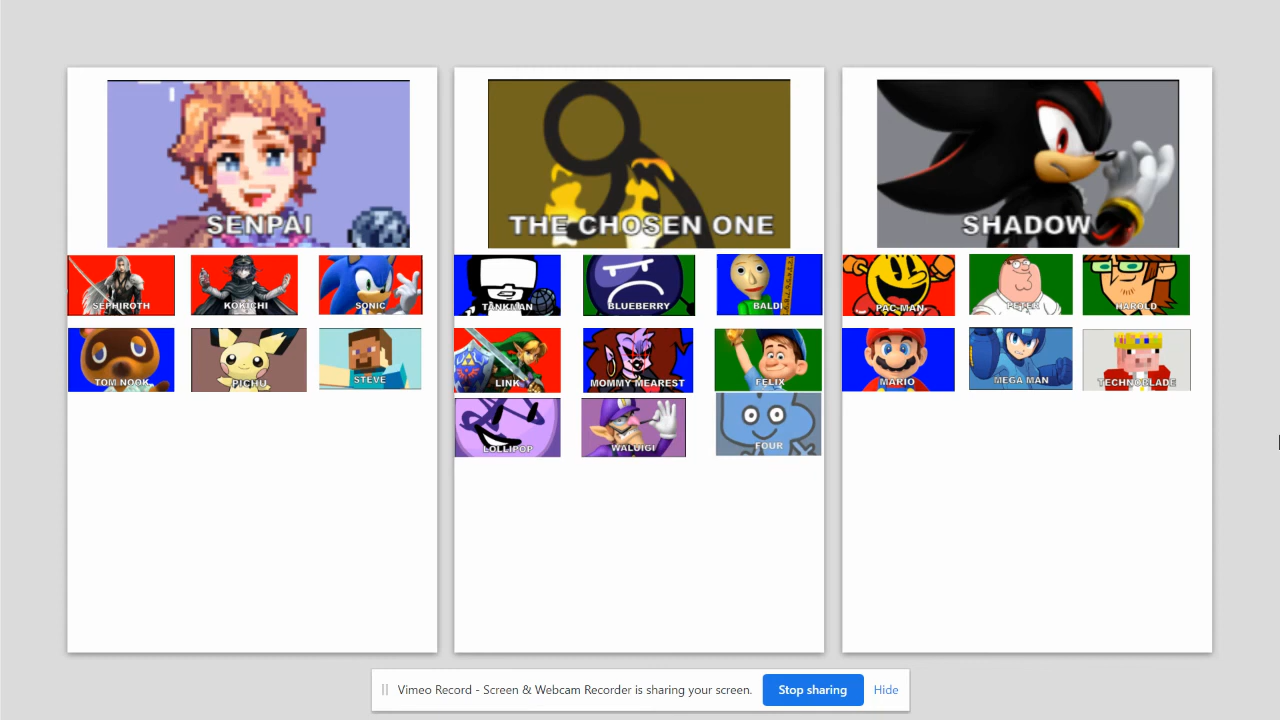 SENPAI
SEPHIROTH
KOKICHI
SONIC
TOM NOOK
PICHU
STEVE
THE CHOSEN ONE
TANKMAN
BLUEBERRY
BALDI
LINK
MOMMY MEAREST
FELIX
LOLLIPOP
WALUIGI
FOUR
SHADOW
PAC-MAN
PETER
HAROLD
MARIO
MEGA MAN
TECHNOBLADE
Vimeo Record - Screen & Webcam Recorder is sharing your screen.
Stop sharing
Hide